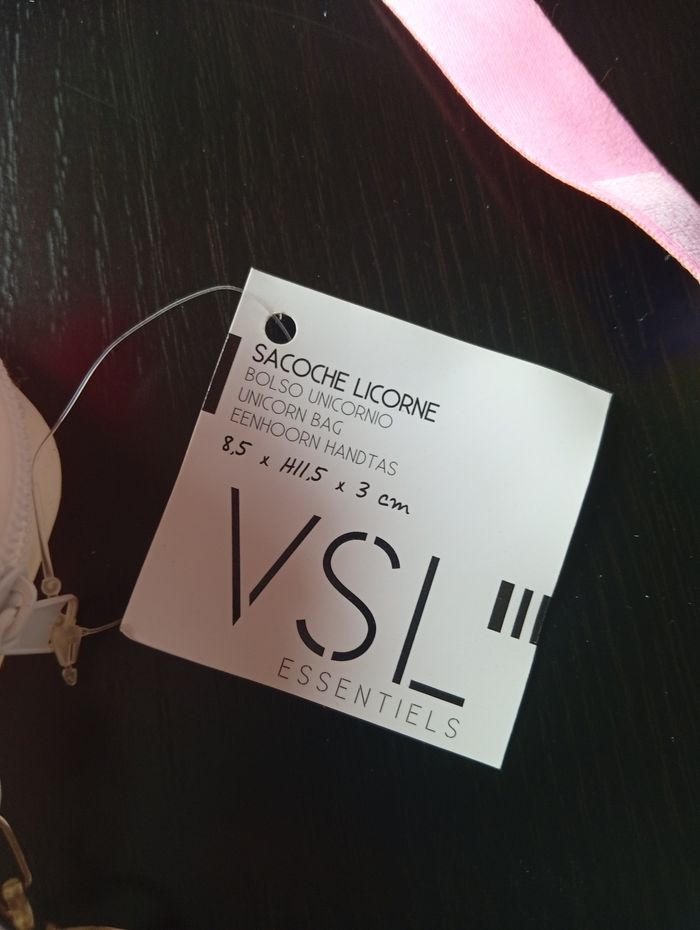 SACOCHE LICORNE
BOLSO UNICORNIO
UNICORN BAG
EENHOORN HANDTAS
8,5 x H11,5 x 3 cm
VSL
ESSENTIELS